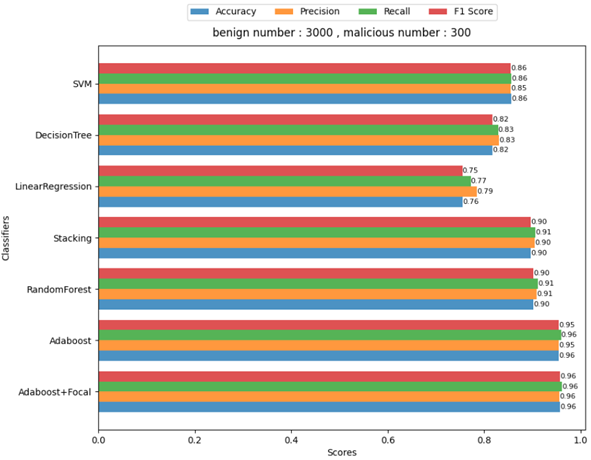 Accuracy Precision Recall F1 Score
benign number : 3000 , malicious number : 300
Classifiers
SVM
0.86
0.86
0.85
0.86
DecisionTree
0.82
0.83
0.83
0.82
LinearRegression
0.75
0.77
0.79
0.76
Stacking
0.90
0.91
0.90
0.90
RandomForest
0.90
0.91
0.91
0.90
Adaboost
0.95
0.96
0.95
0.96
Adaboost+Focal
0.96
0.96
0.96
0.96
0.0 0.2 0.4 0.6 0.8 1.0
Scores